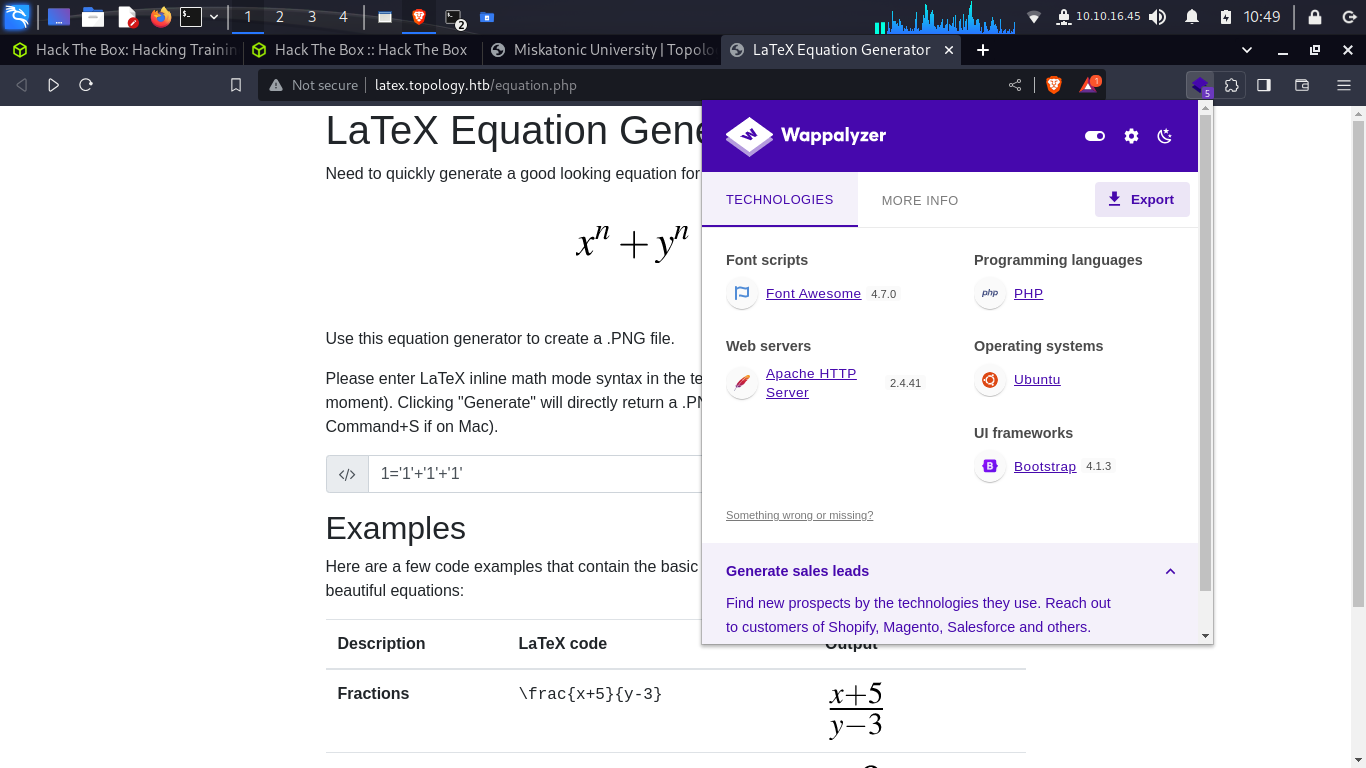 1 2 3 4
2
10.10.16.45
10:49
Hack The Box: Hacking Trainin
Hack The Box :: Hack The Box
Miskatonic University | Topolo
LaTeX Equation Generator
Not secure
latex.topology.htb/equation.php
1
5
LaTeX Equation Gene
Need to quickly generate a good looking equation for
xⁿ + yⁿ
Use this equation generator to create a .PNG file.
Please enter LaTeX inline math mode syntax in the te
moment). Clicking "Generate" will directly return a .PN
Command+S if on Mac).
</> 1='1'+'1'+'1'
Examples
Here are a few code examples that contain the basic
beautiful equations:
Description LaTeX code Output
Fractions \frac{x+5}{y-3}
x+5
y−3
Wappalyzer
TECHNOLOGIES
MORE INFO
Export
Font scripts
Font Awesome 4.7.0
Programming languages
php PHP
Web servers
Apache HTTP
Server
2.4.41
Operating systems
Ubuntu
UI frameworks
B Bootstrap 4.1.3
Something wrong or missing?
Generate sales leads
Find new prospects by the technologies they use. Reach out
to customers of Shopify, Magento, Salesforce and others.